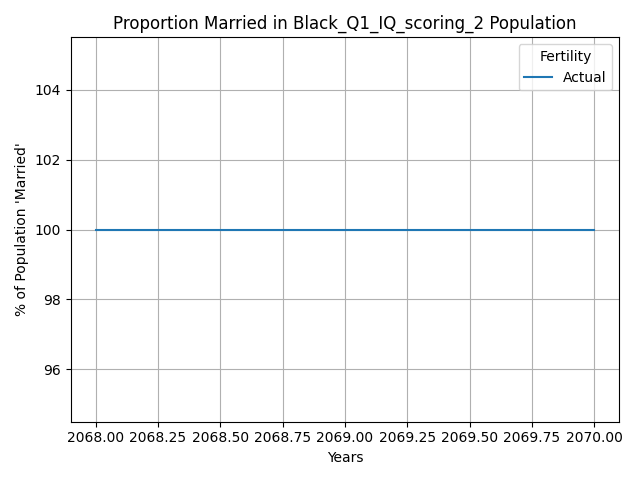 Proportion Married in Black_Q1_IQ_scoring_2 Population
Fertility
Actual
104
102
100
98
96
% of Population 'Married'
2068.00 2068.25 2068.50 2068.75 2069.00 2069.25 2069.50 2069.75 2070.00
Years